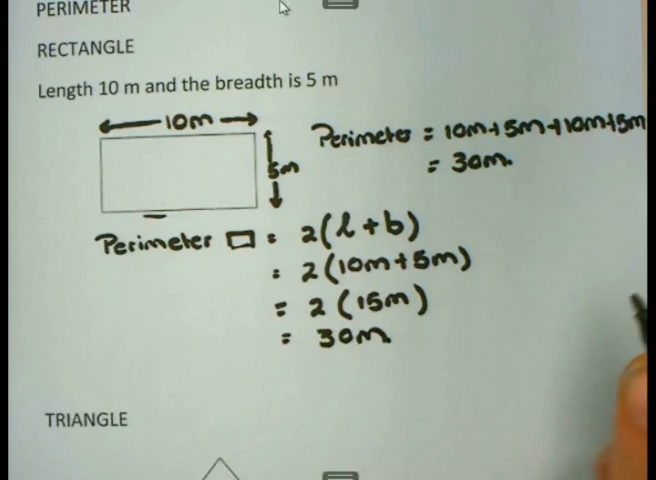 PERIMETER
RECTANGLE
Length 10 m and the breadth is 5 m
10m
5m
Perimeter = 10m+5m+10m+5m
= 30m.
Perimeter ▭ = 2(l+b)
= 2(10m+5m)
= 2(15m)
= 30m
TRIANGLE